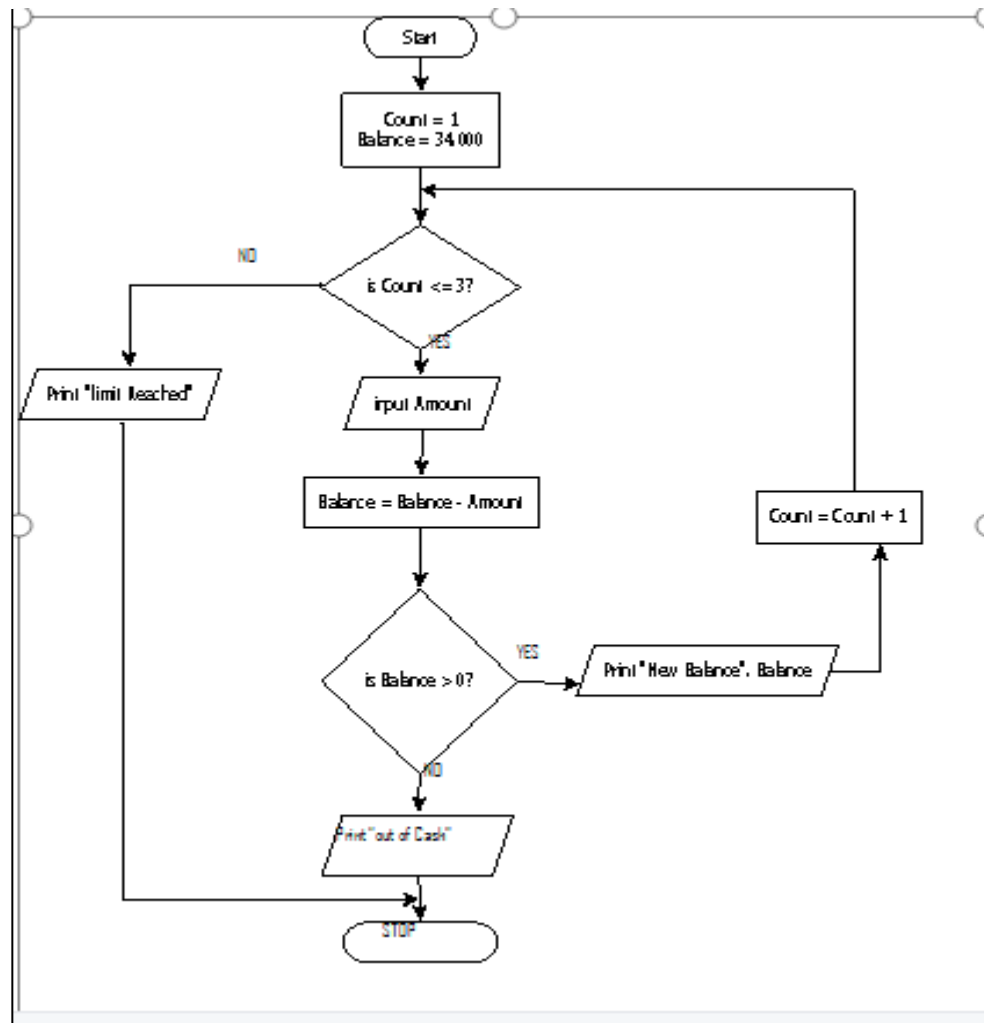 Start
Count = 1
Balance = 34,000
NO
is Count <= 3?
YES
Print "limit Reached"
input Amount
Balance = Balance - Amount
Count = Count + 1
YES
is Balance > 0?
Print "New Balance", Balance
NO
Print "out of Cash"
STOP